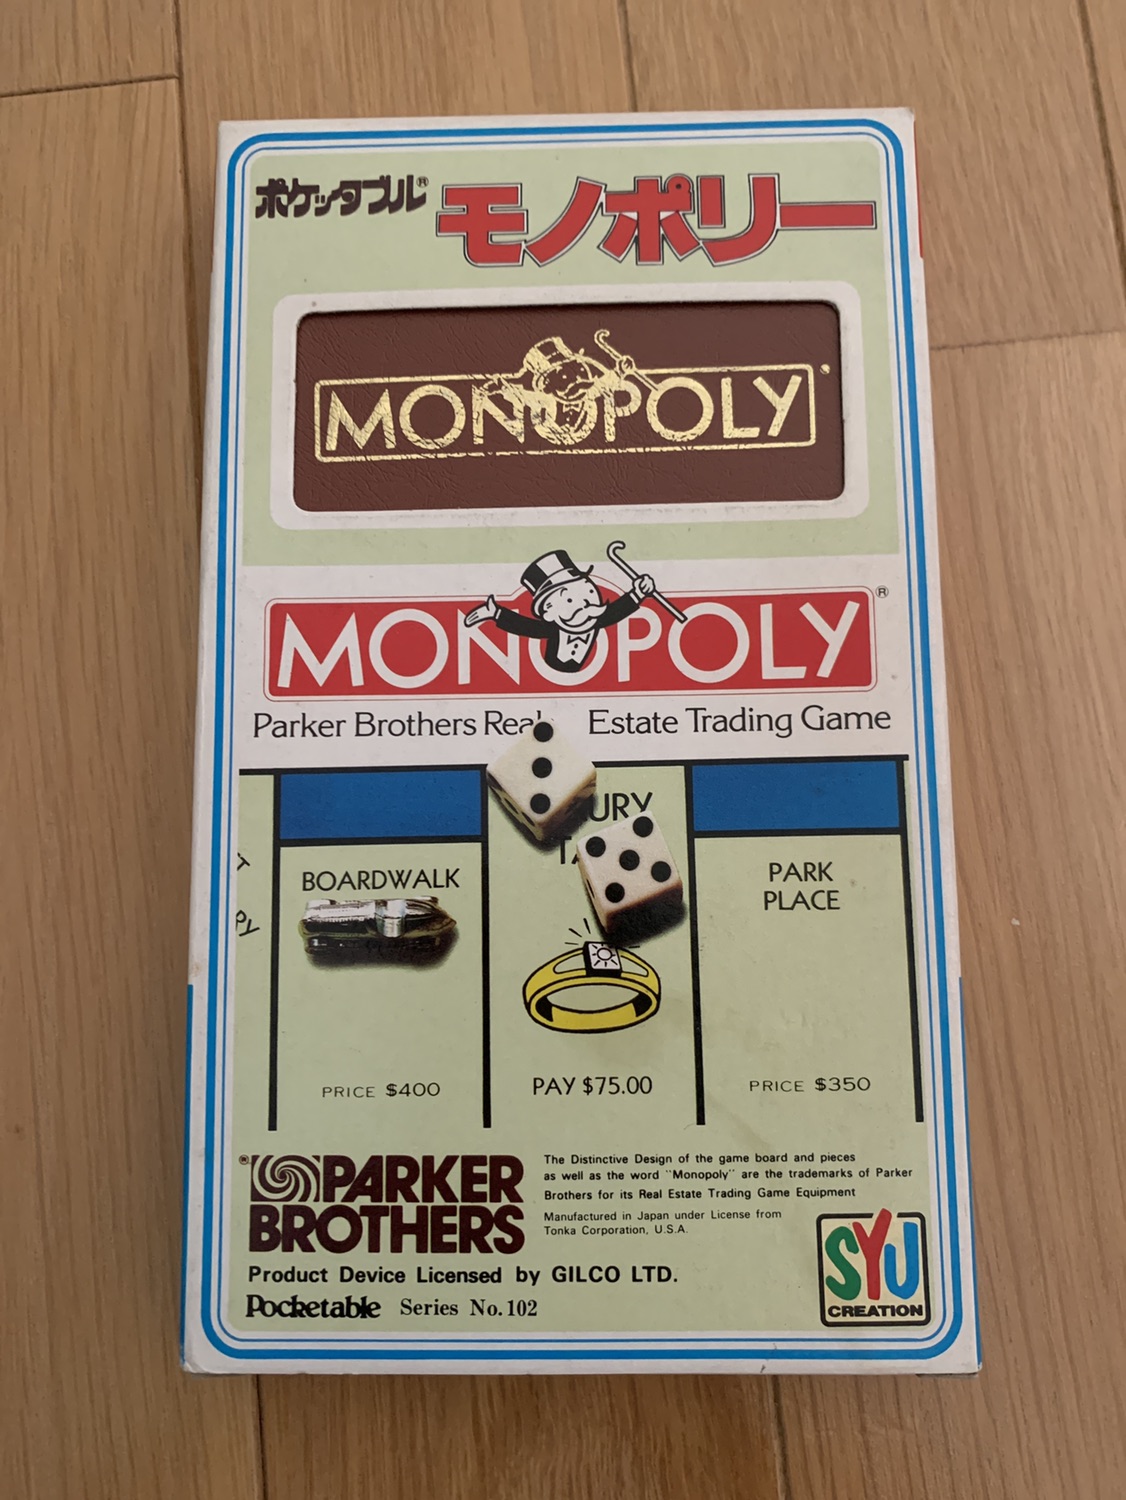 ポケッタブル® モノポリー
MONOPOLY
MONOPOLY®
Parker Brothers Real Estate Trading Game
BOARDWALK
PRICE $400
URY
PAY $75.00
PARK
PLACE
PRICE $350
®PARKER
BROTHERS
The Distinctive Design of the game board and pieces
as well as the word "Monopoly" are the trademarks of Parker
Brothers for its Real Estate Trading Game Equipment
Manufactured in Japan under License from
Tonka Corporation, U.S.A.
Product Device Licensed by GILCO LTD.
Pocketable Series No.102
SYJ
CREATION